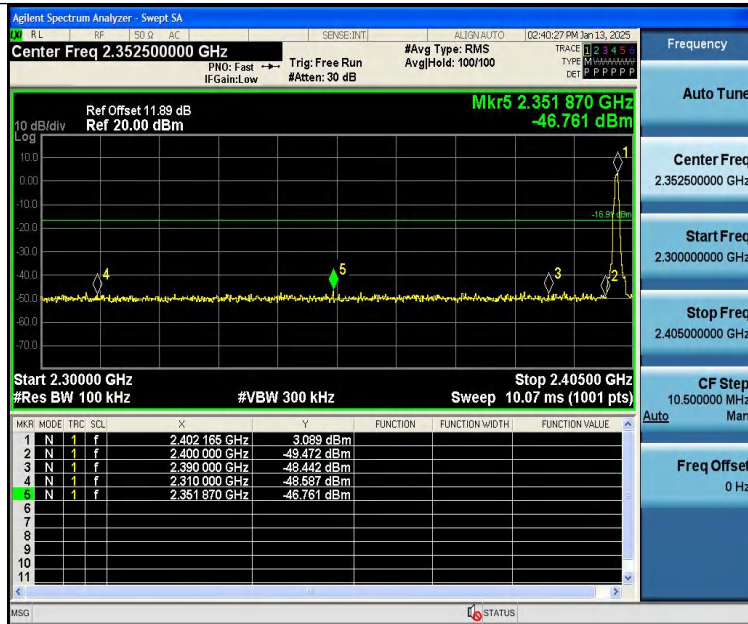 Agilent Spectrum Analyzer - Swept SA
LXI RL RF 50 Ω AC SENSE:INT ALIGN AUTO 02:40:27 PM Jan 13, 2025
Center Freq 2.352500000 GHz
PNO: Fast
IFGain:Low
Trig: Free Run
#Atten: 30 dB
#Avg Type: RMS
Avg|Hold: 100/100
TRACE 1 2 3 4 5 6
TYPE M
DET P P P P P P
Ref Offset 11.89 dB
10 dB/div Ref 20.00 dBm
Log
Mkr5 2.351 870 GHz
-46.761 dBm
10.0
0.00
-10.0
-20.0
-30.0
-40.0
-50.0
-60.0
-70.0
1
4
5
3
2
Start 2.30000 GHz Stop 2.40500 GHz
#Res BW 100 kHz #VBW 300 kHz Sweep 10.07 ms (1001 pts)
MKR MODE TRC SCL X Y FUNCTION FUNCTION WIDTH FUNCTION VALUE
1 N 1 f 2.402 165 GHz 3.089 dBm
2 N 1 f 2.400 000 GHz -49.472 dBm
3 N 1 f 2.390 000 GHz -48.442 dBm
4 N 1 f 2.310 000 GHz -48.587 dBm
5 N 1 f 2.351 870 GHz -46.761 dBm
6
7
8
9
10
11
MSG STATUS
Frequency
Auto Tune
Center Freq
2.352500000 GHz
Start Freq
2.300000000 GHz
Stop Freq
2.405000000 GHz
CF Step
10.500000 MHz
Auto Man
Freq Offset
0 Hz